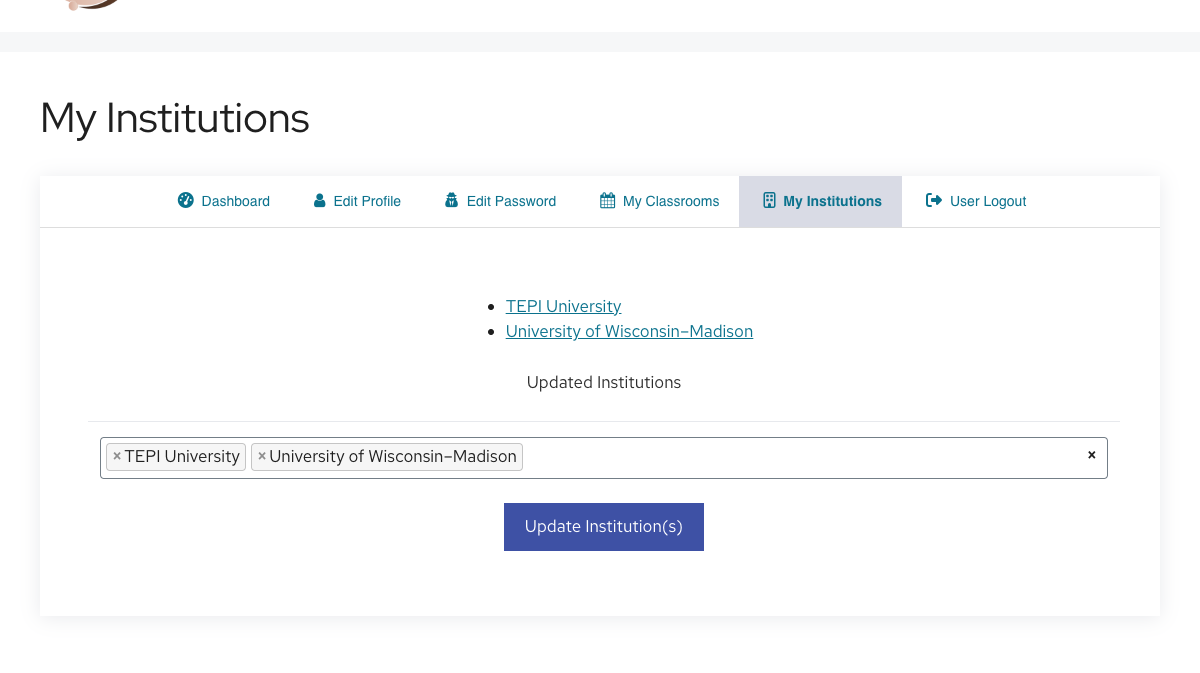 My Institutions
Dashboard Edit Profile Edit Password My Classrooms My Institutions User Logout
• TEPI University
• University of Wisconsin–Madison
Updated Institutions
× TEPI University × University of Wisconsin–Madison ×
Update Institution(s)